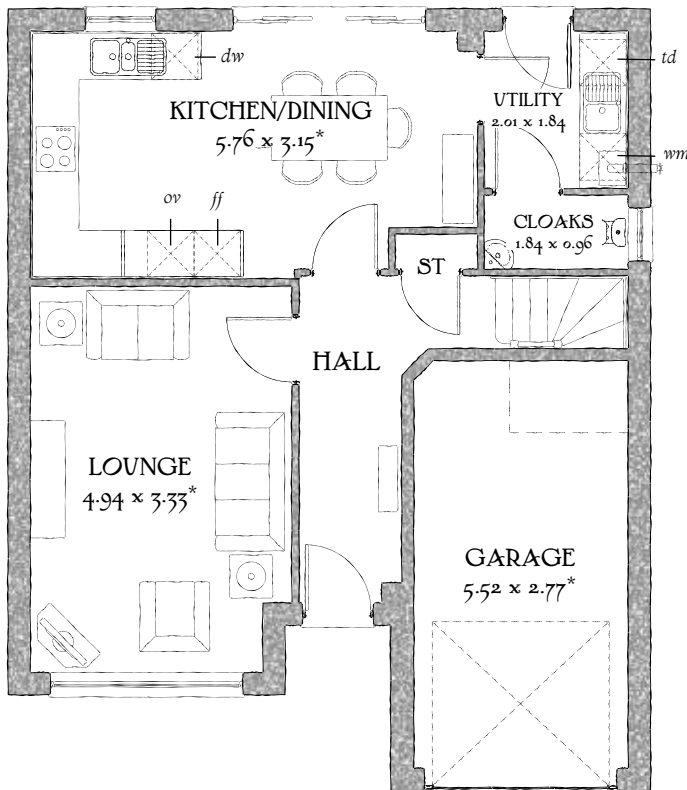 dw
td
KITCHEN/DINING
5.76 x 3.15*
UTILITY
2.01 x 1.84
wm
ov
ff
CLOAKS
1.84 x 0.96
ST
HALL
LOUNGE
4.94 x 3.33*
GARAGE
5.52 x 2.77*